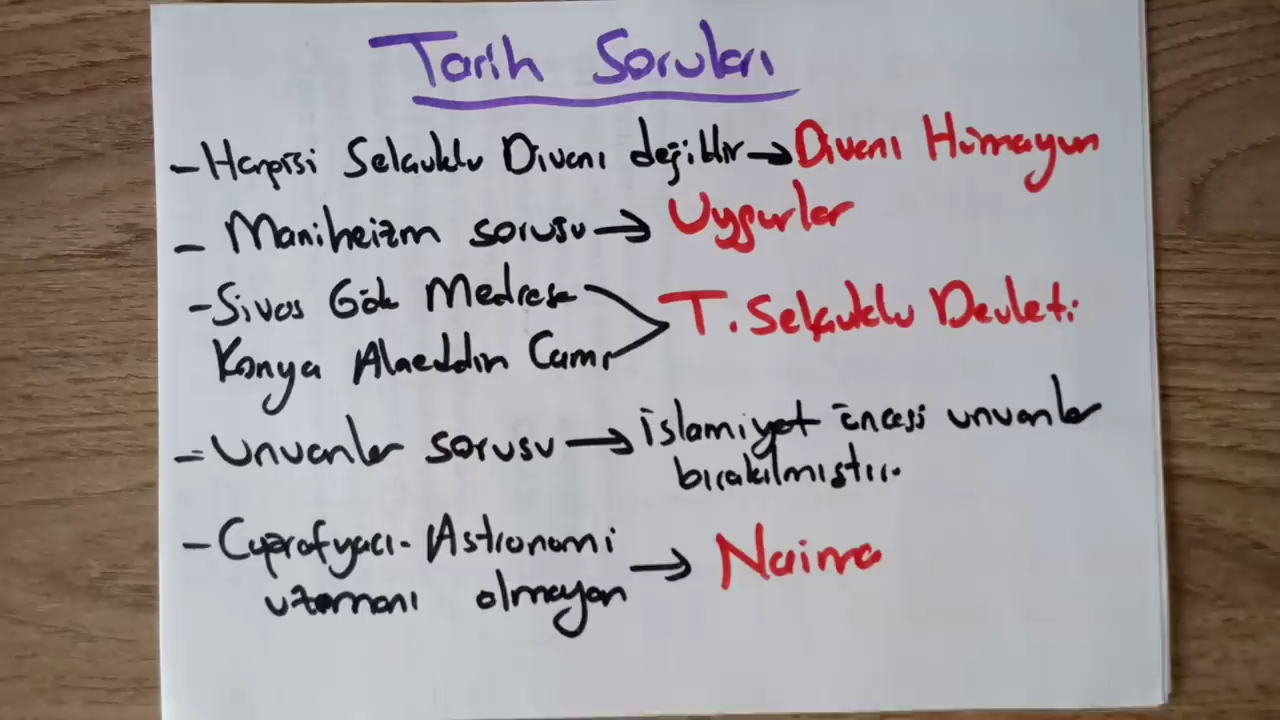 Tarih Soruları
- Hangisi Selçuklu Divanı değildir → Divanı Hümayun
- Maniheizm sorusu → Uygurlar
- Sivas Gök Medrese
Konya Alaeddin Camı
T. Selçuklu Devleti
- Unvanlar sorusu → İslamiyet öncesi unvanlar
bırakılmıştır.
- Coğrafyacı - Astronomi
uzmanı olmayan → Naima